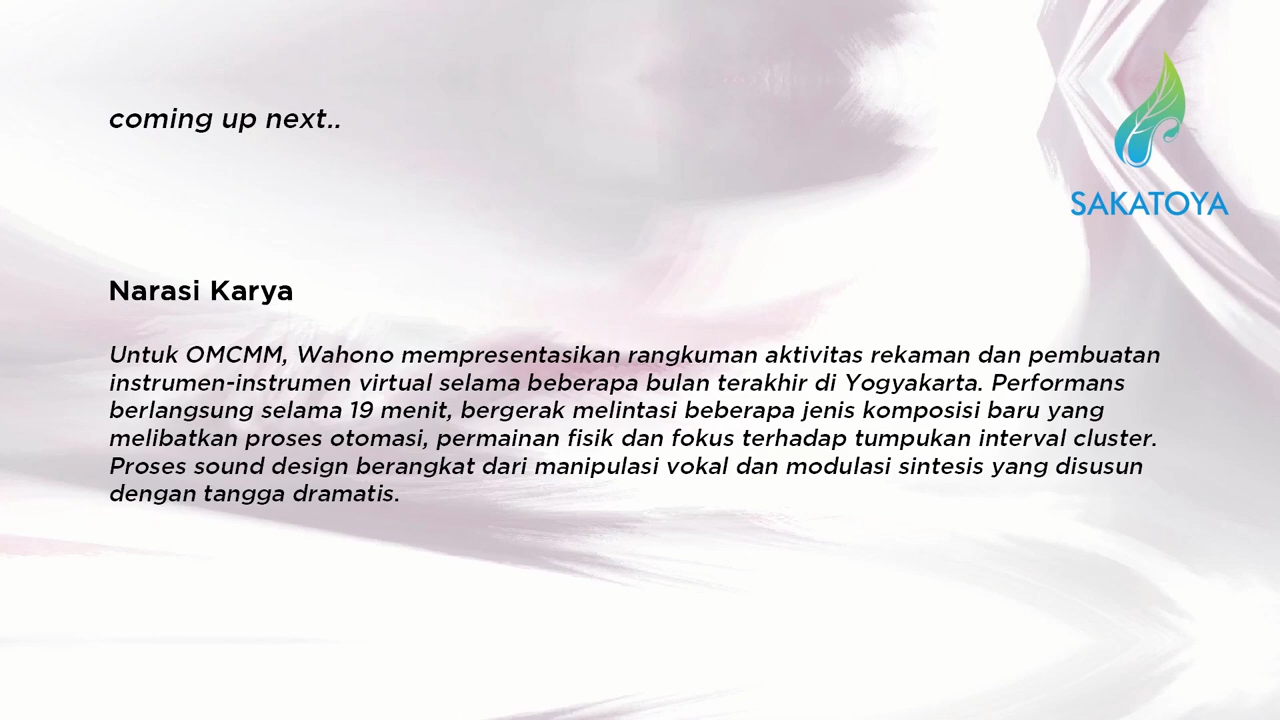 coming up next..
SAKATOYA
Narasi Karya
Untuk OMCMM, Wahono mempresentasikan rangkuman aktivitas rekaman dan pembuatan
instrumen-instrumen virtual selama beberapa bulan terakhir di Yogyakarta. Performans
berlangsung selama 19 menit, bergerak melintasi beberapa jenis komposisi baru yang
melibatkan proses otomasi, permainan fisik dan fokus terhadap tumpukan interval cluster.
Proses sound design berangkat dari manipulasi vokal dan modulasi sintesis yang disusun
dengan tangga dramatis.